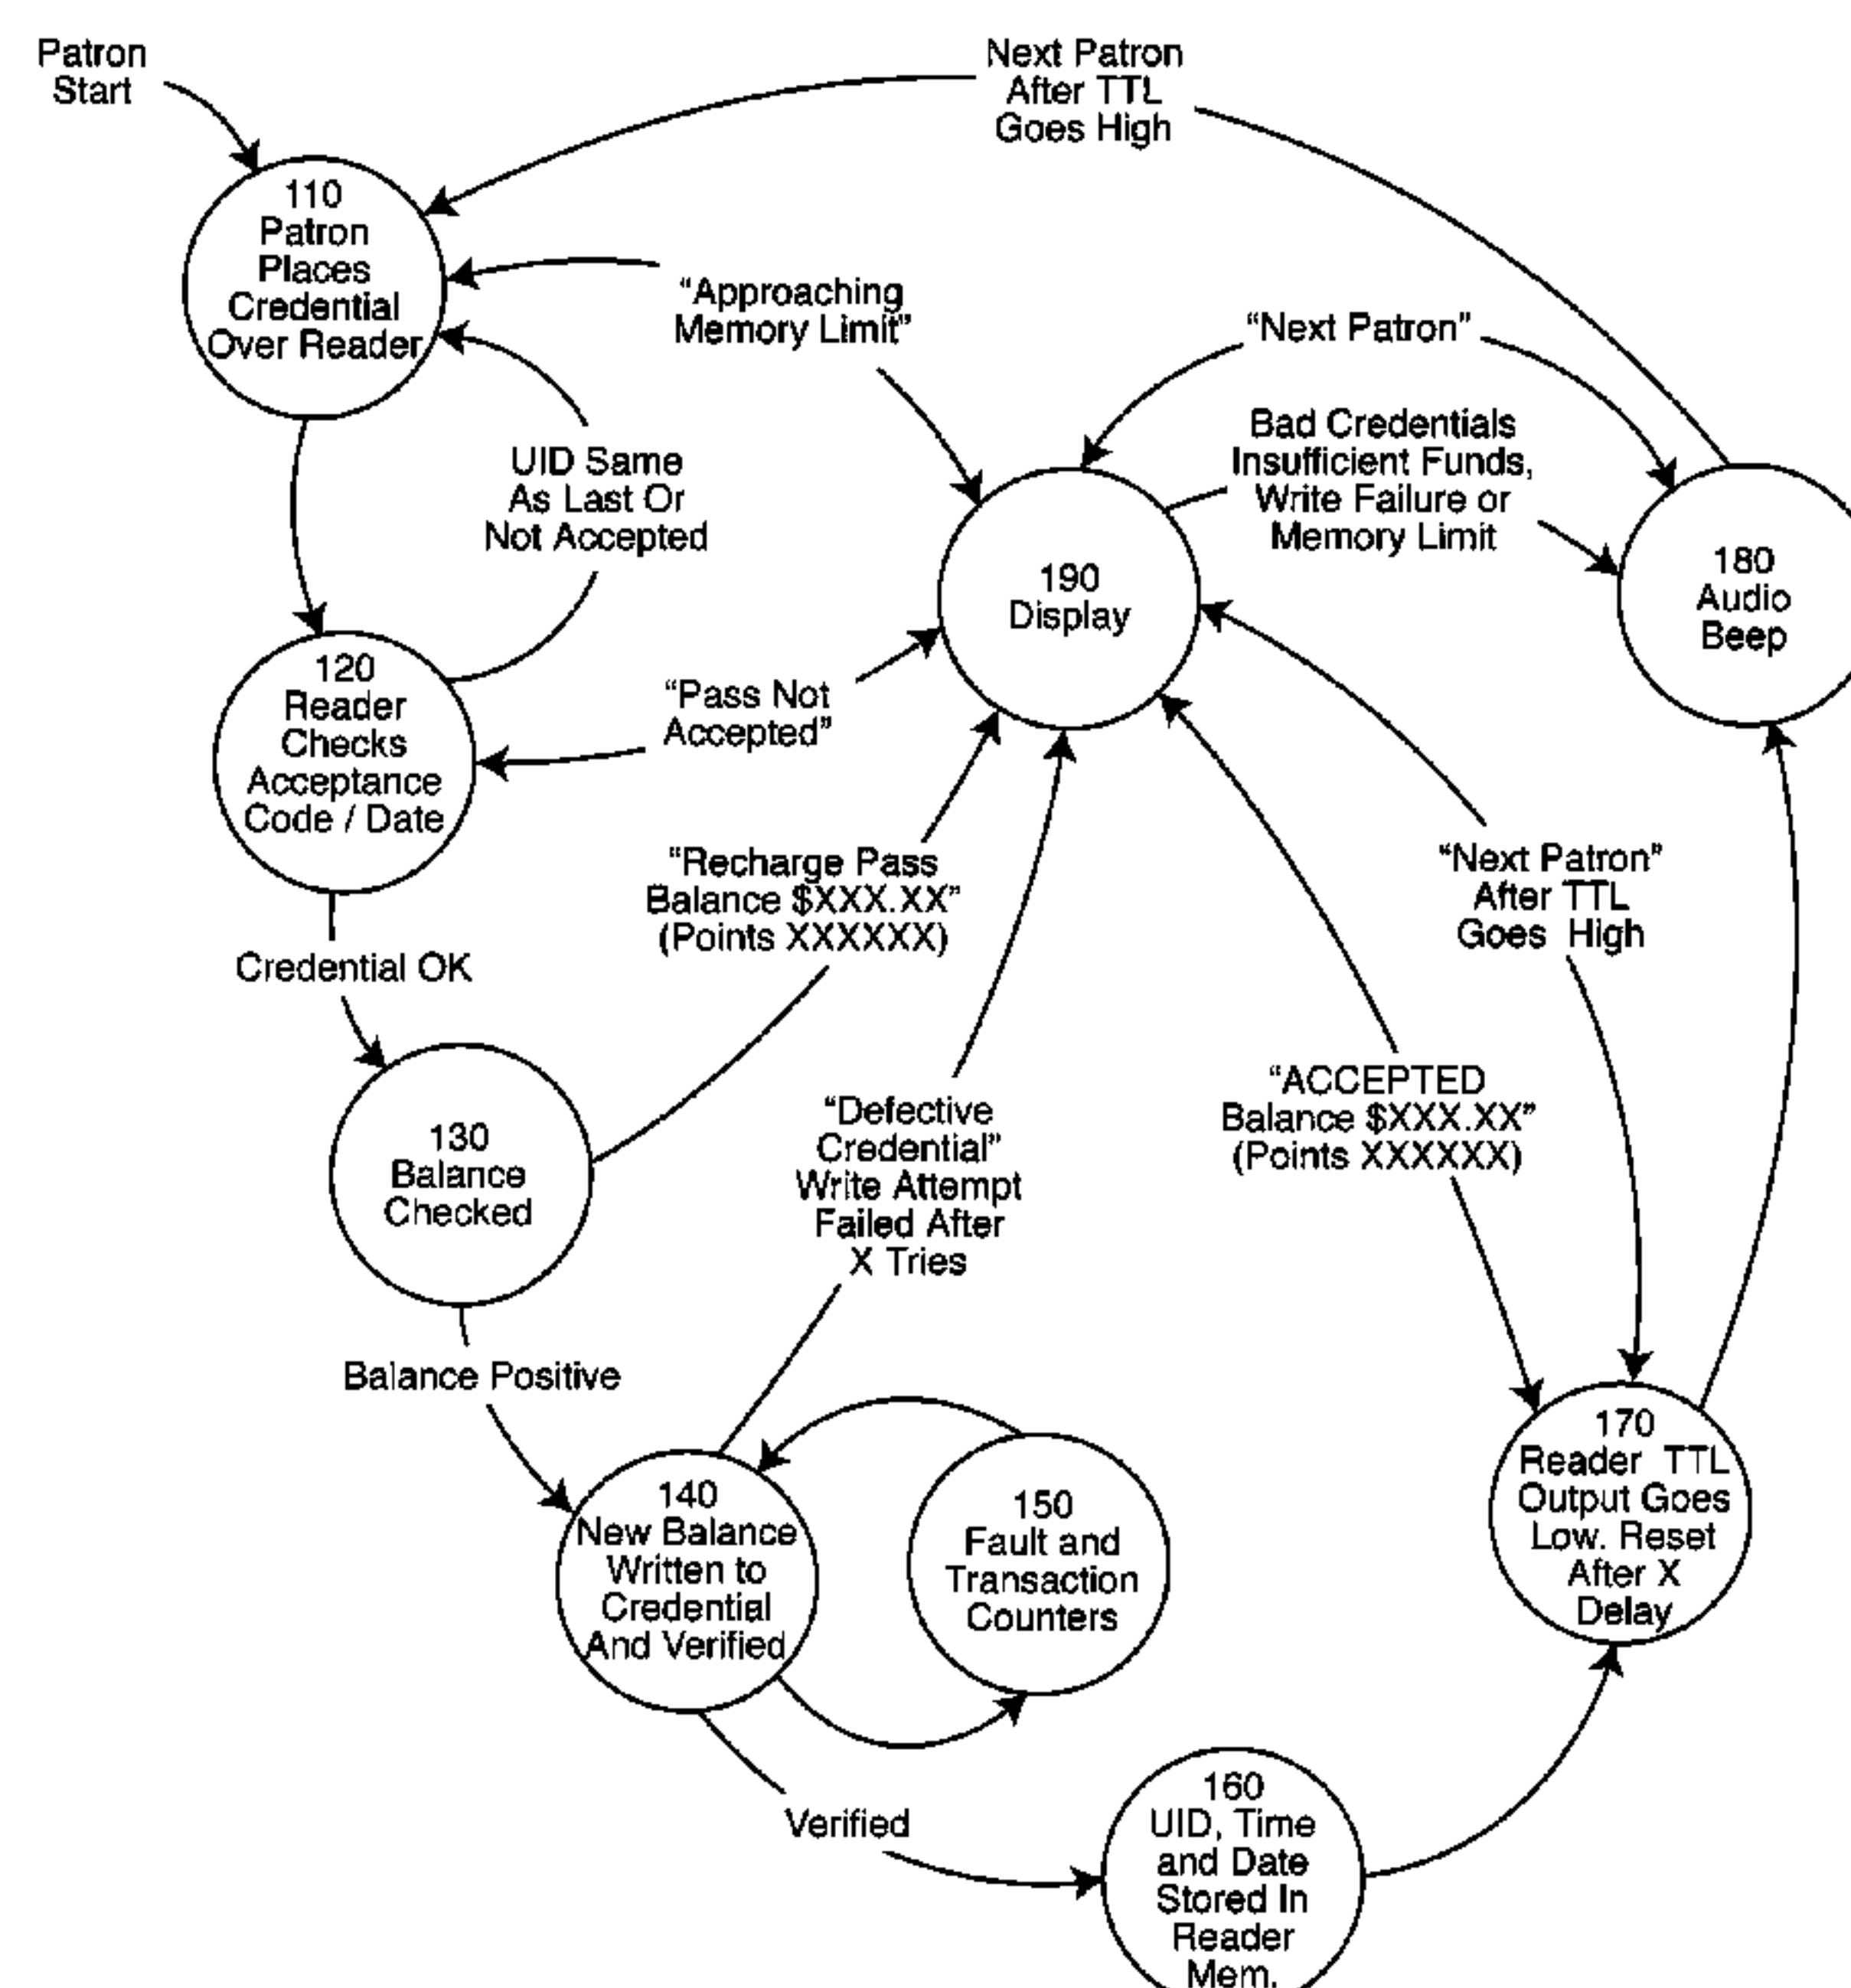 Patron
Start
Next Patron
After TTL
Goes High
110
Patron
Places
Credential
Over Reader
“Approaching
Memory Limit”
“Next Patron”
UID Same
As Last Or
Not Accepted
Bad Credentials
Insufficient Funds,
Write Failure or
Memory Limit
190
Display
180
Audio
Beep
120
Reader
Checks
Acceptance
Code / Date
“Pass Not
Accepted”
“Recharge Pass
Balance $XXX.XX”
(Points XXXXXX)
“Next Patron”
After TTL
Goes High
Credential OK
130
Balance
Checked
“Defective
Credential”
Write Attempt
Failed After
X Tries
“ACCEPTED
Balance $XXX.XX”
(Points XXXXXX)
Balance Positive
140
New Balance
Written to
Credential
And Verified
150
Fault and
Transaction
Counters
170
Reader TTL
Output Goes
Low. Reset
After X
Delay
Verified
160
UID, Time
and Date
Stored In
Reader
Mem.